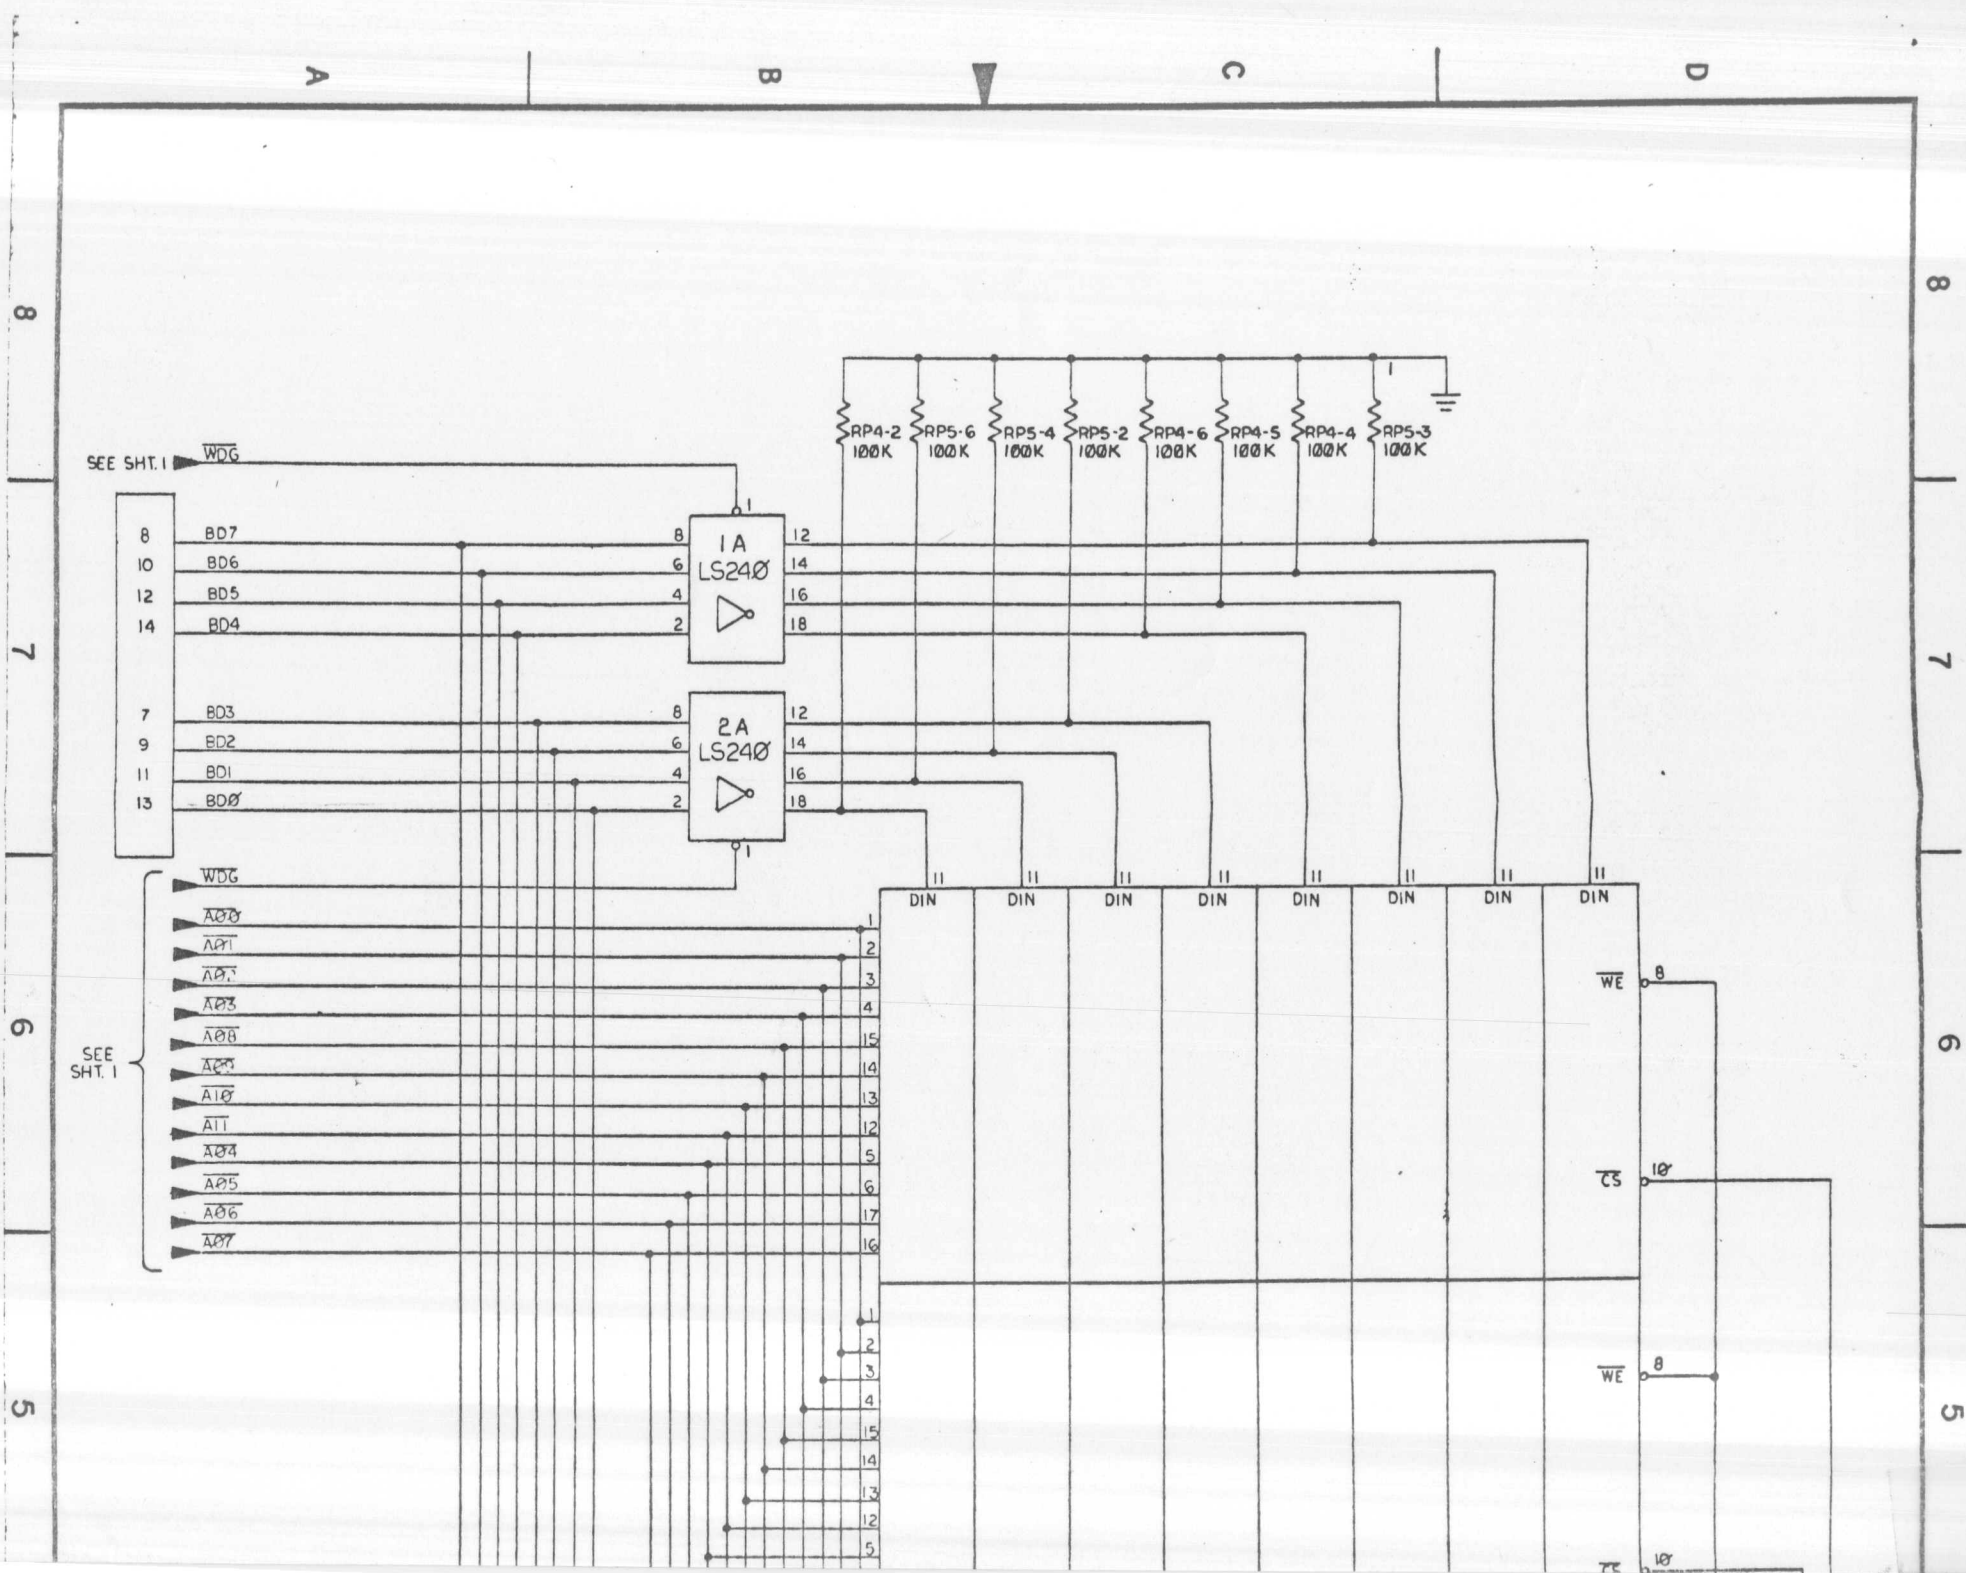 A B C D
8 8
1
RP4-2 RP5-6 RP5-4 RP5-2 RP4-6 RP4-5 RP4-4 RP5-3
100K 100K 100K 100K 100K 100K 100K 100K
SEE SHT. 1 WDG
1
8 BD7 8 1A 12
10 BD6 6 LS240 14
12 BD5 4 16
14 BD4 2 18
7 7
7 BD3 8 2A 12
9 BD2 6 LS240 14
11 BD1 4 16
13 BD0 2 18
1
WDG
11 11 11 11 11 11 11 11
DIN DIN DIN DIN DIN DIN DIN DIN
A00 1
A01 2
A02 3 WE 8
A03 4
6 6
A08 15
SEE
SHT. 1
A09 14
A10 13
A11 12
A04 5 CS 10
A05 6
A06 17
A07 16
1
2
3 WE 8
4
5 5
15
14
13
12
5
CS 10